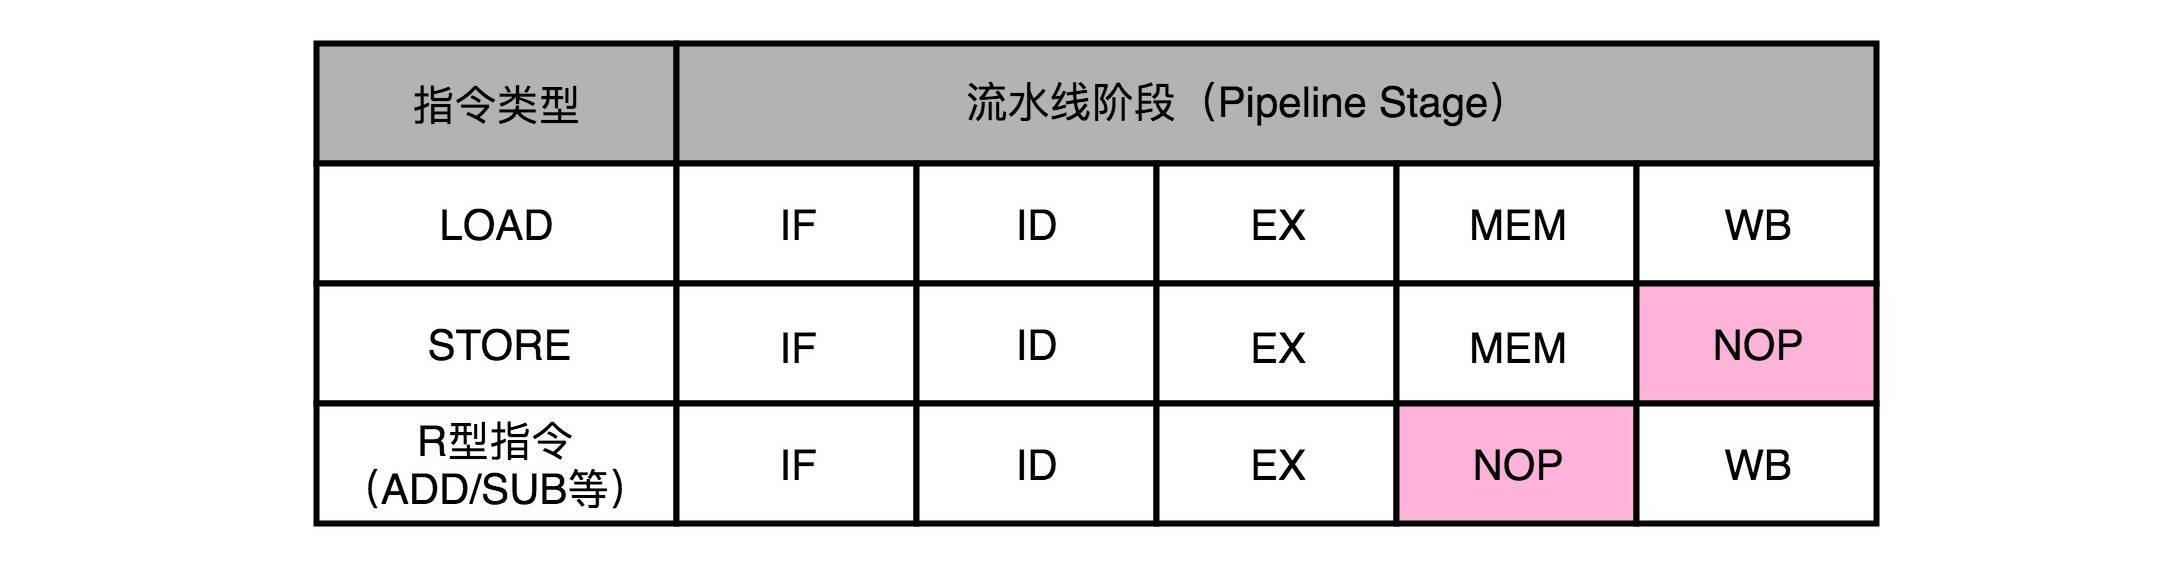 指令类型
流水线阶段（Pipeline Stage）
LOAD
IF
ID
EX
MEM
WB
STORE
IF
ID
EX
MEM
NOP
R型指令
（ADD/SUB等）
IF
ID
EX
NOP
WB